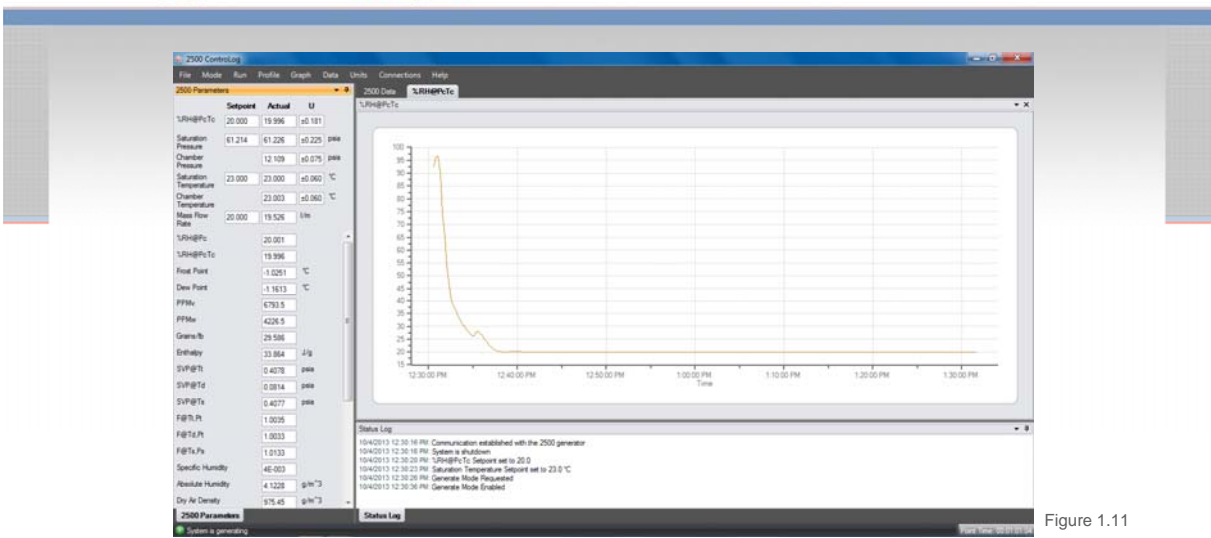 2500 ControLog
File Mode Run Profile Graph Data Units Connections Help
2500 Parameters
2500 Data %RH@PcTc
%RH@PcTc
Setpoint Actual U
%RH@PcTc 20.000 19.996 ±0.181
Saturation Pressure 61.214 61.226 ±0.225 psia
Chamber Pressure 12.109 ±0.075 psia
Saturation Temperature 23.000 23.000 ±0.060 °C
Chamber Temperature 23.003 ±0.060 °C
Mass Flow Rate 20.000 19.526 l/m
%RH@Pc 20.001
%RH@PcTc 19.996
Frost Point -1.0251 °C
Dew Point -1.1613 °C
PPMv 6793.5
PPMw 4226.5
Grains/lb 29.586
Enthalpy 33.864 J/g
SVP@Tt 0.4078 psia
SVP@Td 0.0814 psia
SVP@Ts 0.4077 psia
F@Tt,Pt 1.0035
F@Td,Pt 1.0033
F@Ts,Ps 1.0133
Specific Humidity 4E-003
Absolute Humidity 4.1228 g/m^3
Dry Air Density 975.45 g/m^3
2500 Parameters
System is generating
100
95
90
85
80
75
70
65
60
55
50
45
40
35
30
25
20
15
12:30:00 PM 12:40:00 PM 12:50:00 PM 1:00:00 PM 1:10:00 PM 1:20:00 PM 1:30:00 PM
Time
Status Log
10/4/2013 12:30:16 PM Communication established with the 2500 generator
10/4/2013 12:30:16 PM System is shutdown
10/4/2013 12:30:20 PM %RH@PcTc Setpoint set to 20.0
10/4/2013 12:30:23 PM Saturation Temperature Setpoint set to 23.0 °C
10/4/2013 12:30:26 PM Generate Mode Requested
10/4/2013 12:30:36 PM Generate Mode Enabled
Status Log
Point Time: 00:01:01:04
Figure 1.11